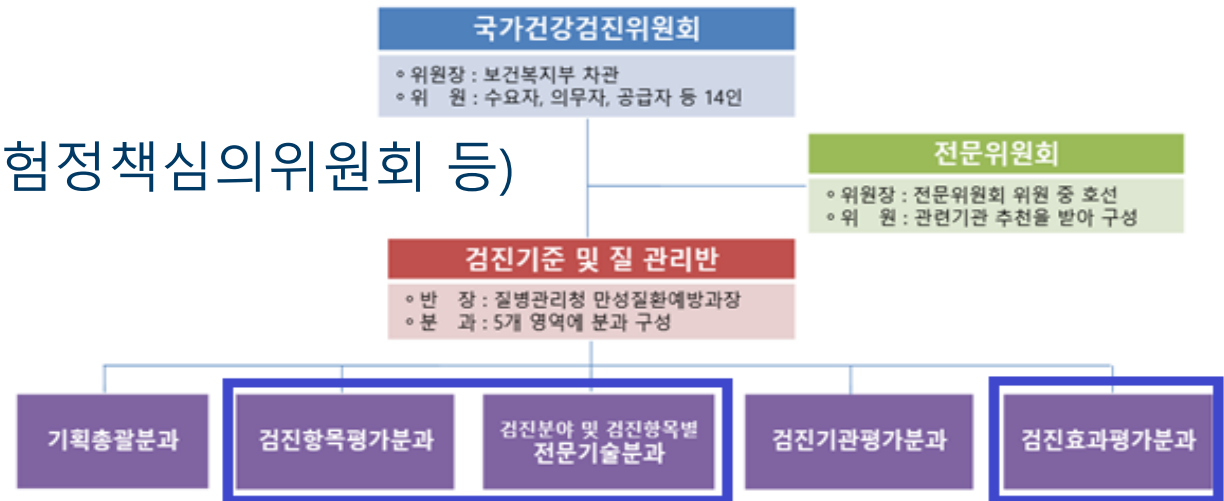 국가건강검진위원회
∘위원장 : 보건복지부 차관
∘위 원 : 수요자, 의무자, 공급자 등 14인
험정책심의위원회 등)
전문위원회
∘위원장 : 전문위원회 위원 중 호선
∘위 원 : 관련기관 추천을 받아 구성
검진기준 및 질 관리반
∘반 장 : 질병관리청 만성질환예방과장
∘분 과 : 5개 영역에 분과 구성
기획총괄분과
검진항목평가분과
검진분야 및 검진항목별
전문기술분과
검진기관평가분과
검진효과평가분과